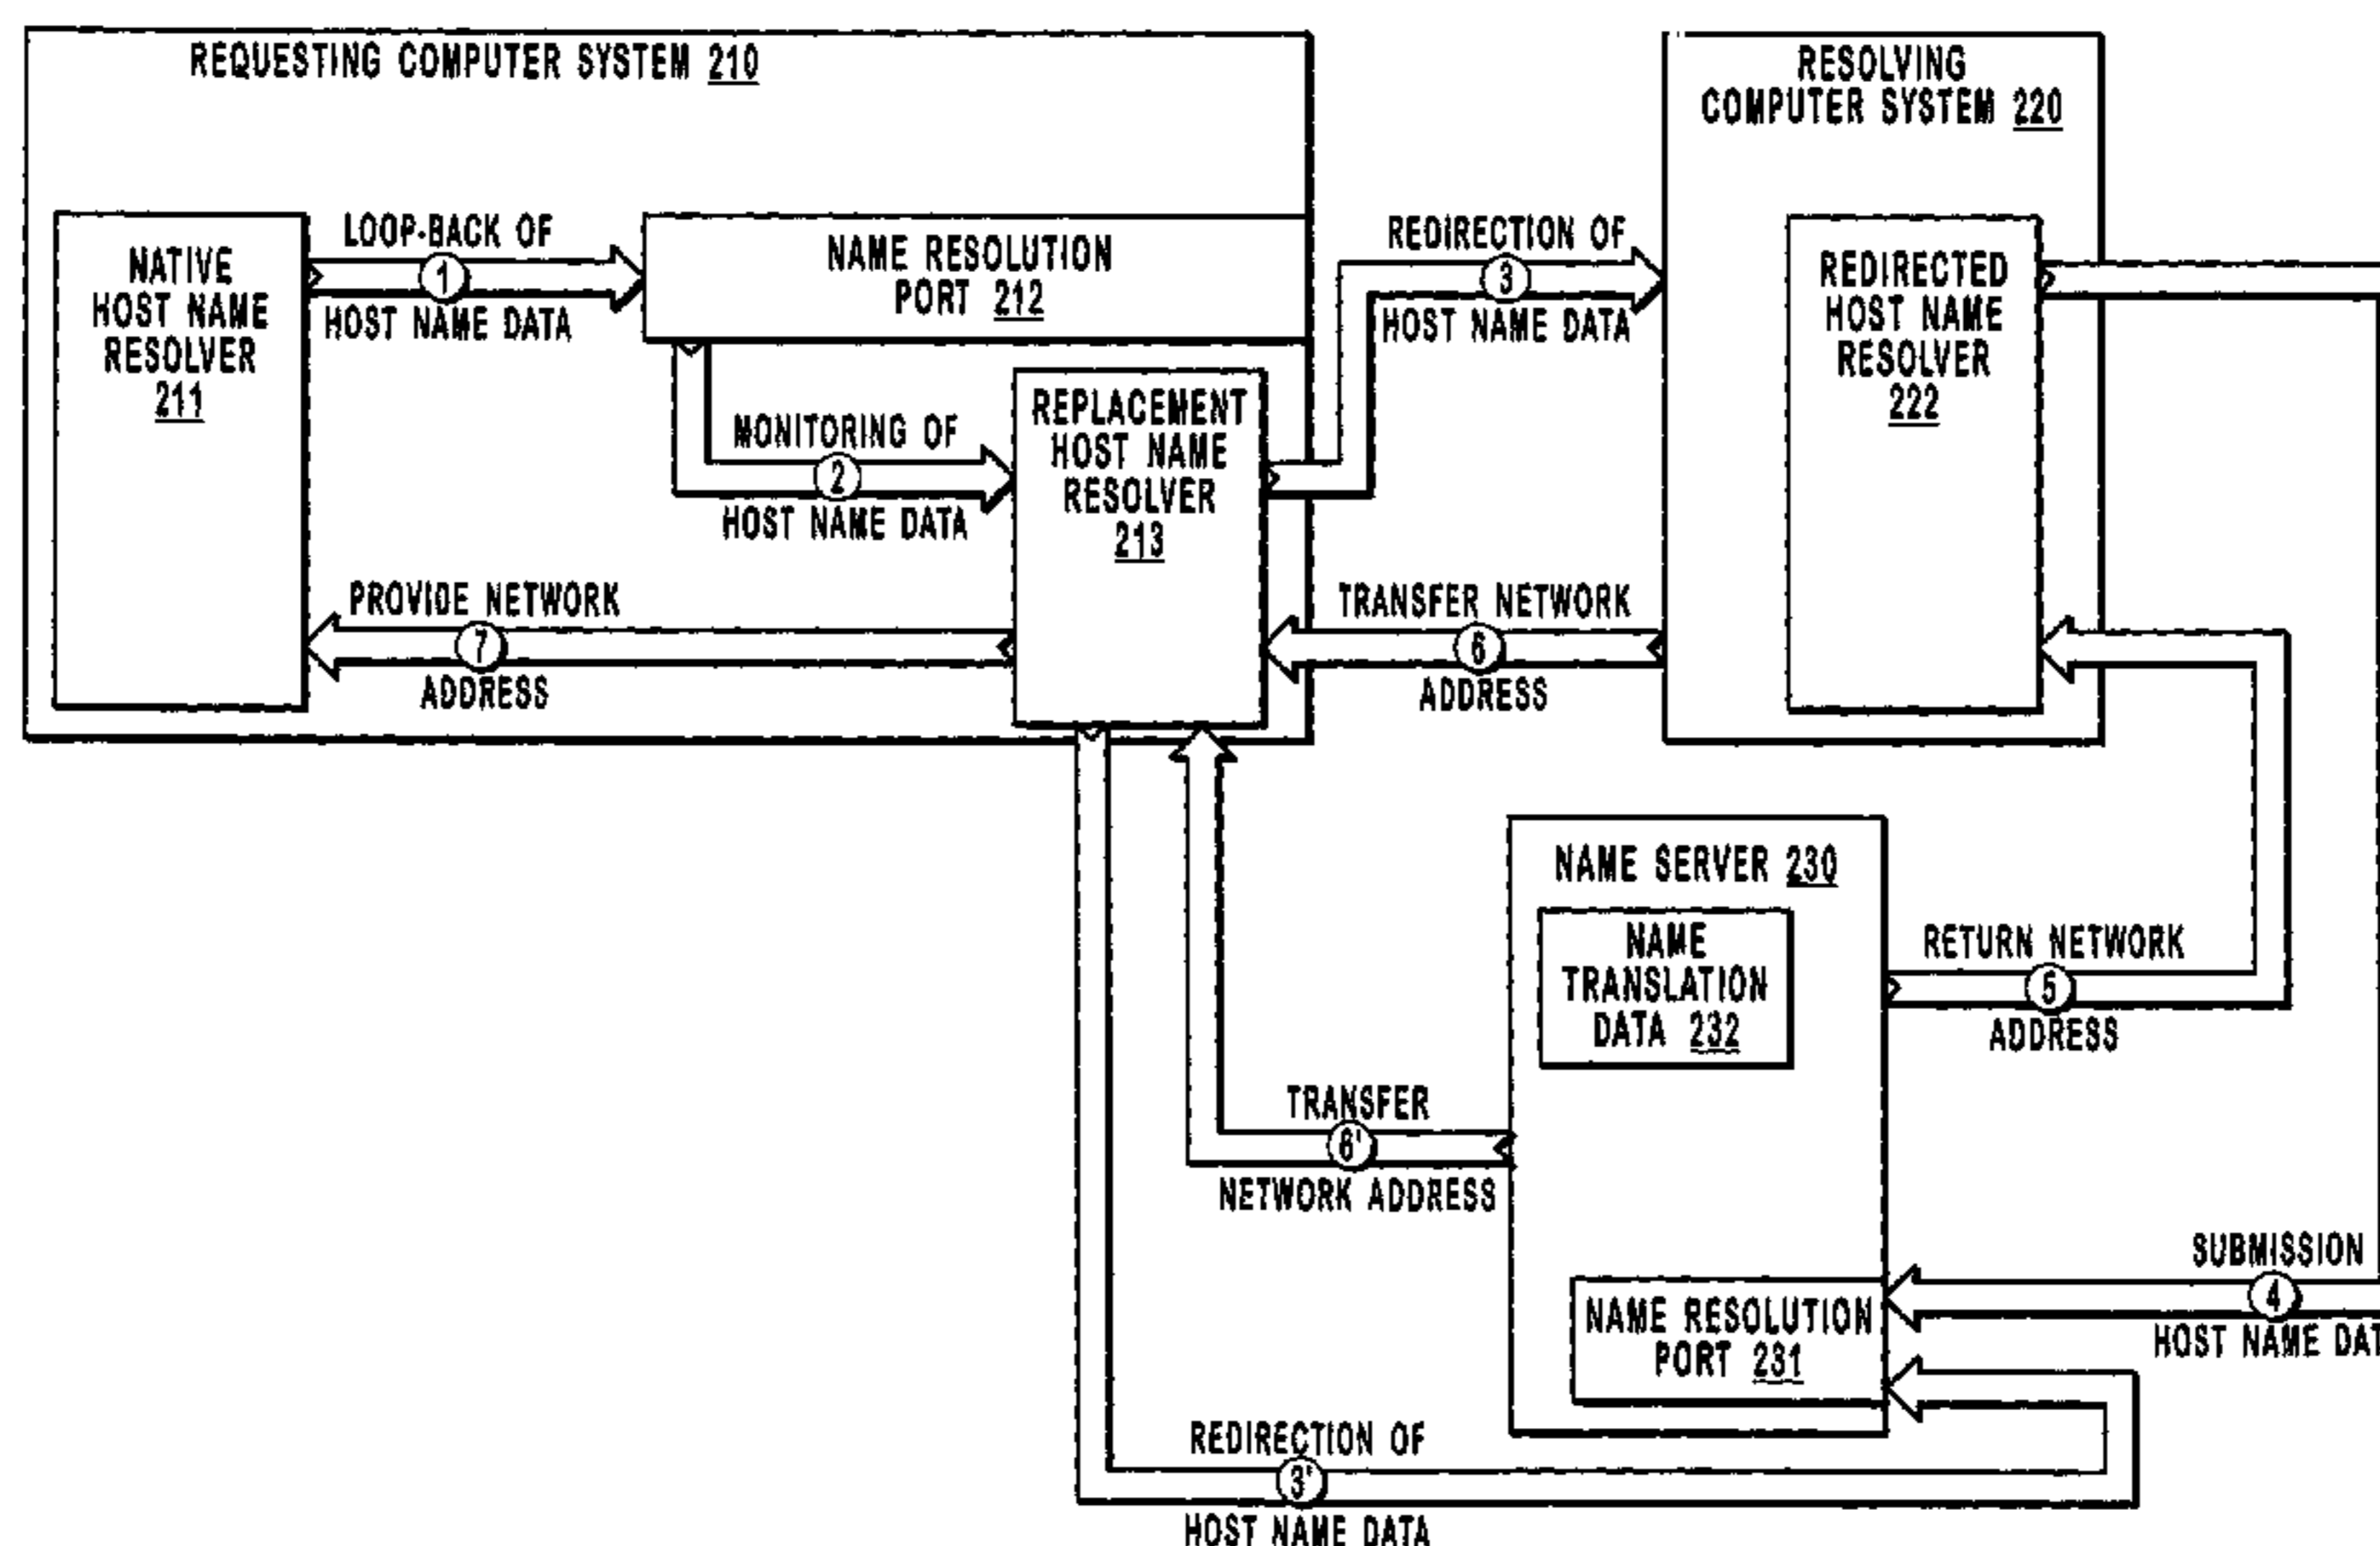 REQUESTING COMPUTER SYSTEM 210
RESOLVING
COMPUTER SYSTEM 220
NATIVE
HOST NAME
RESOLVER
211
LOOP-BACK OF
1
HOST NAME DATA
NAME RESOLUTION
PORT 212
REDIRECTION OF
3
HOST NAME DATA
REDIRECTED
HOST NAME
RESOLVER
222
MONITORING OF
2
HOST NAME DATA
REPLACEMENT
HOST NAME
RESOLVER
213
PROVIDE NETWORK
7
ADDRESS
TRANSFER NETWORK
6
ADDRESS
NAME SERVER 230
NAME
TRANSLATION
DATA 232
RETURN NETWORK
5
ADDRESS
TRANSFER
6'
NETWORK ADDRESS
SUBMISSION
4
HOST NAME DAT
NAME RESOLUTION
PORT 231
REDIRECTION OF
3'
HOST NAME DATA